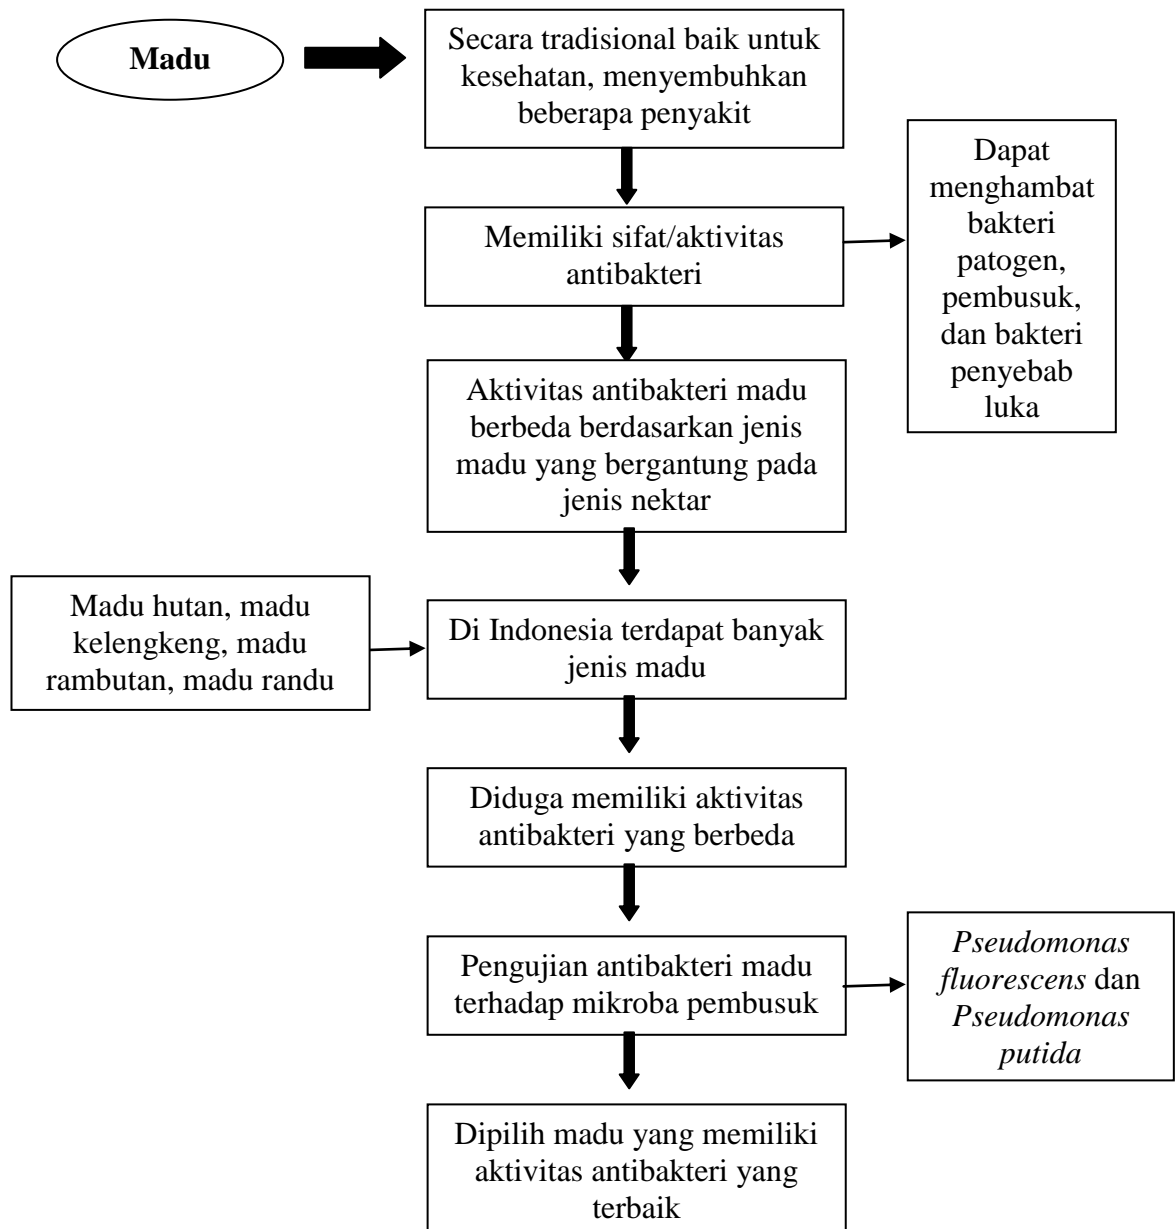 Madu
Secara tradisional baik untuk
kesehatan, menyembuhkan
beberapa penyakit
Memiliki sifat/aktivitas
antibakteri
Dapat
menghambat
bakteri
patogen,
pembusuk,
dan bakteri
penyebab
luka
Aktivitas antibakteri madu
berbeda berdasarkan jenis
madu yang bergantung pada
jenis nektar
Madu hutan, madu
kelengkeng, madu
rambutan, madu randu
Di Indonesia terdapat banyak
jenis madu
Diduga memiliki aktivitas
antibakteri yang berbeda
Pengujian antibakteri madu
terhadap mikroba pembusuk
Pseudomonas
fluorescens dan
Pseudomonas
putida
Dipilih madu yang memiliki
aktivitas antibakteri yang
terbaik